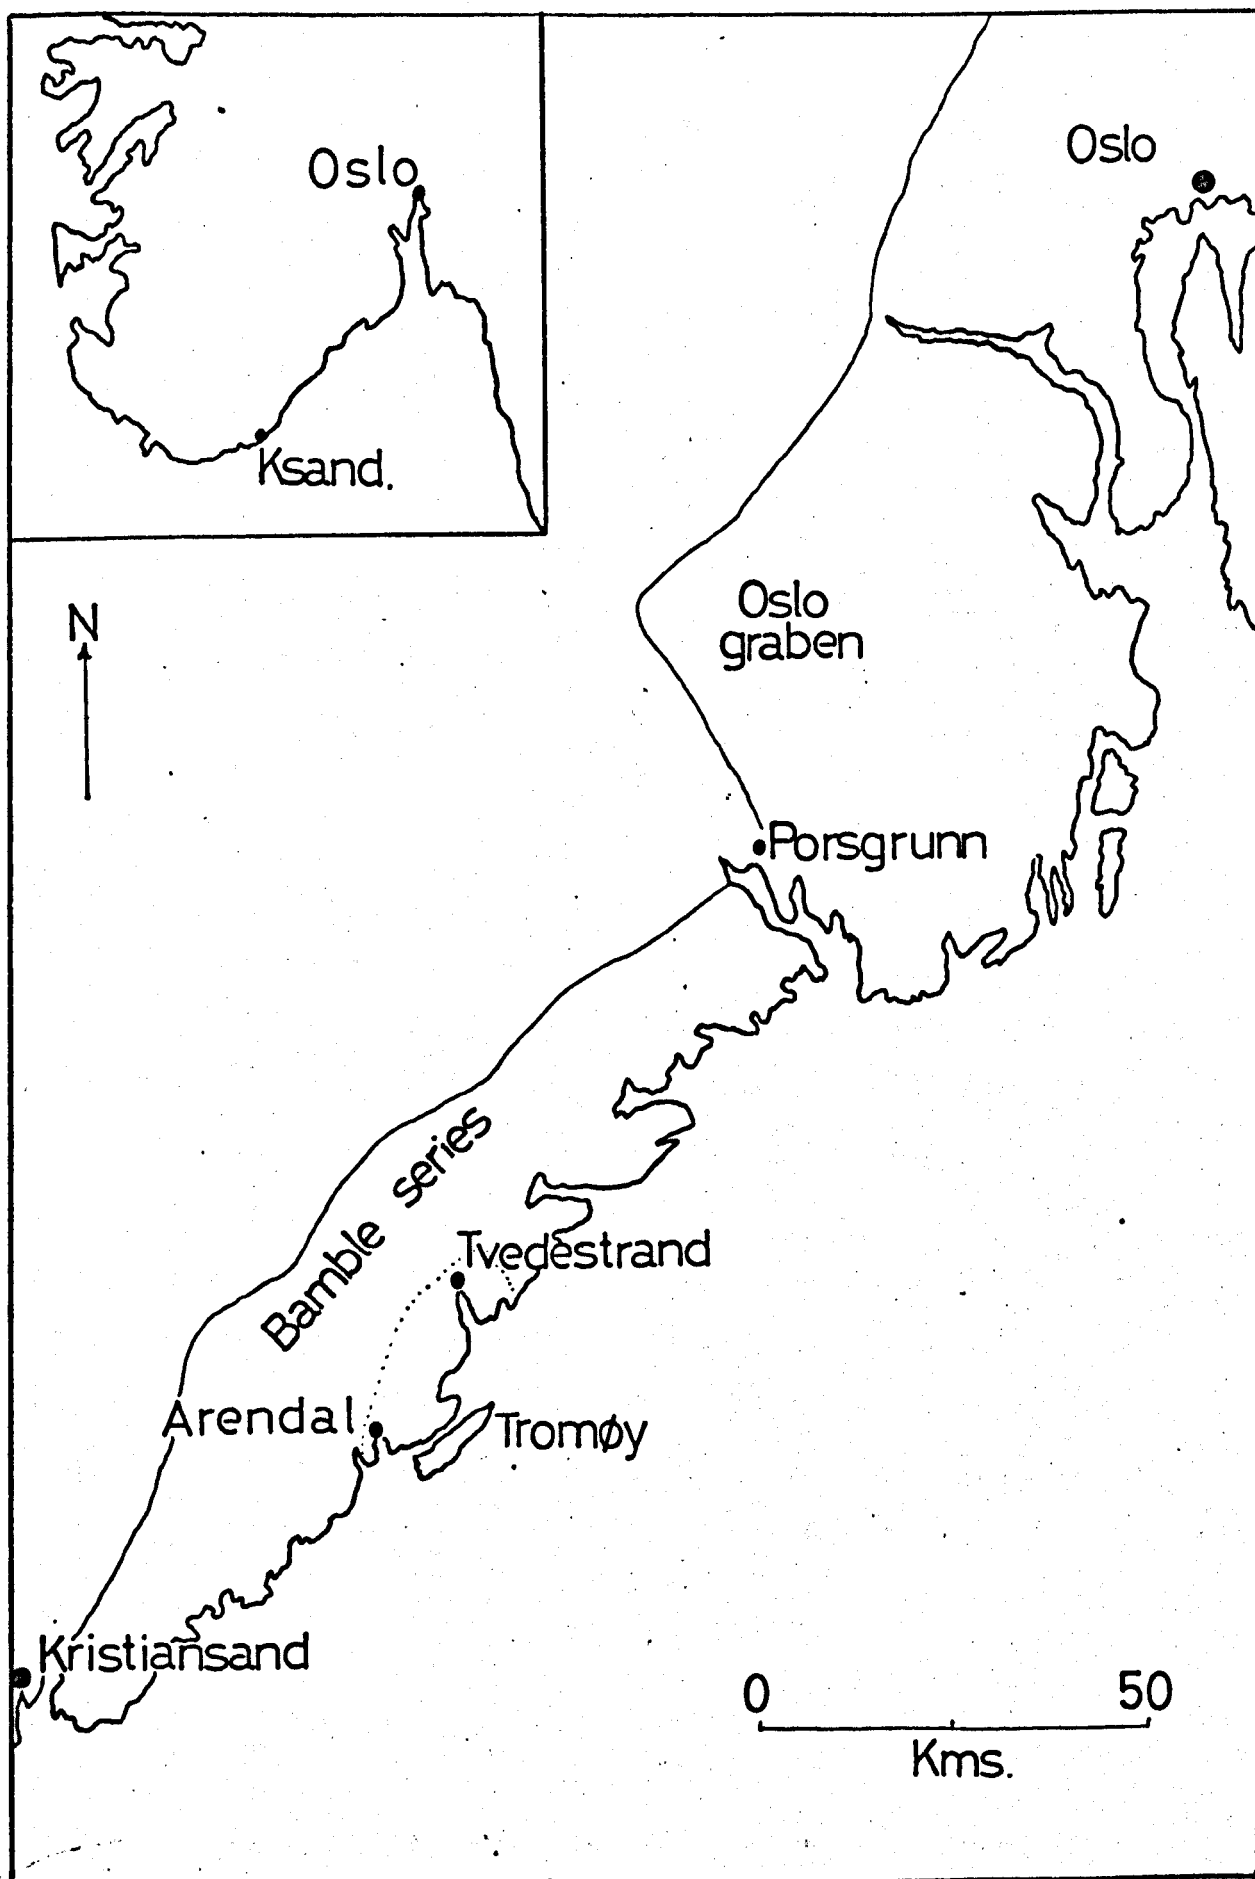 Oslo
Ksand.
Oslo
N
Oslo
graben
Porsgrunn
Bamble series
Tvedestrand
Arendal
Tromøy
Kristiansand
0 50
Kms.